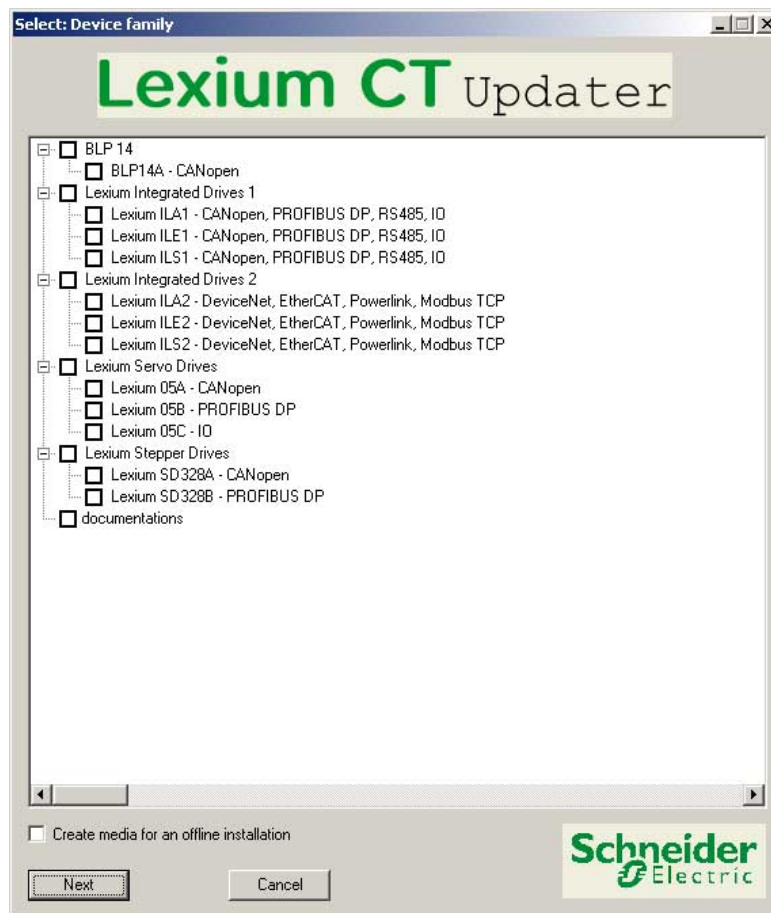 Select: Device family
Lexium CT Updater
BLP 14
BLP14A - CANopen
Lexium Integrated Drives 1
Lexium ILA1 - CANopen, PROFIBUS DP, RS485, IO
Lexium ILE1 - CANopen, PROFIBUS DP, RS485, IO
Lexium ILS1 - CANopen, PROFIBUS DP, RS485, IO
Lexium Integrated Drives 2
Lexium ILA2 - DeviceNet, EtherCAT, Powerlink, Modbus TCP
Lexium ILE2 - DeviceNet, EtherCAT, Powerlink, Modbus TCP
Lexium ILS2 - DeviceNet, EtherCAT, Powerlink, Modbus TCP
Lexium Servo Drives
Lexium 05A - CANopen
Lexium 05B - PROFIBUS DP
Lexium 05C - IO
Lexium Stepper Drives
Lexium SD328A - CANopen
Lexium SD328B - PROFIBUS DP
documentations
Create media for an offline installation
Schneider
Electric
Next
Cancel